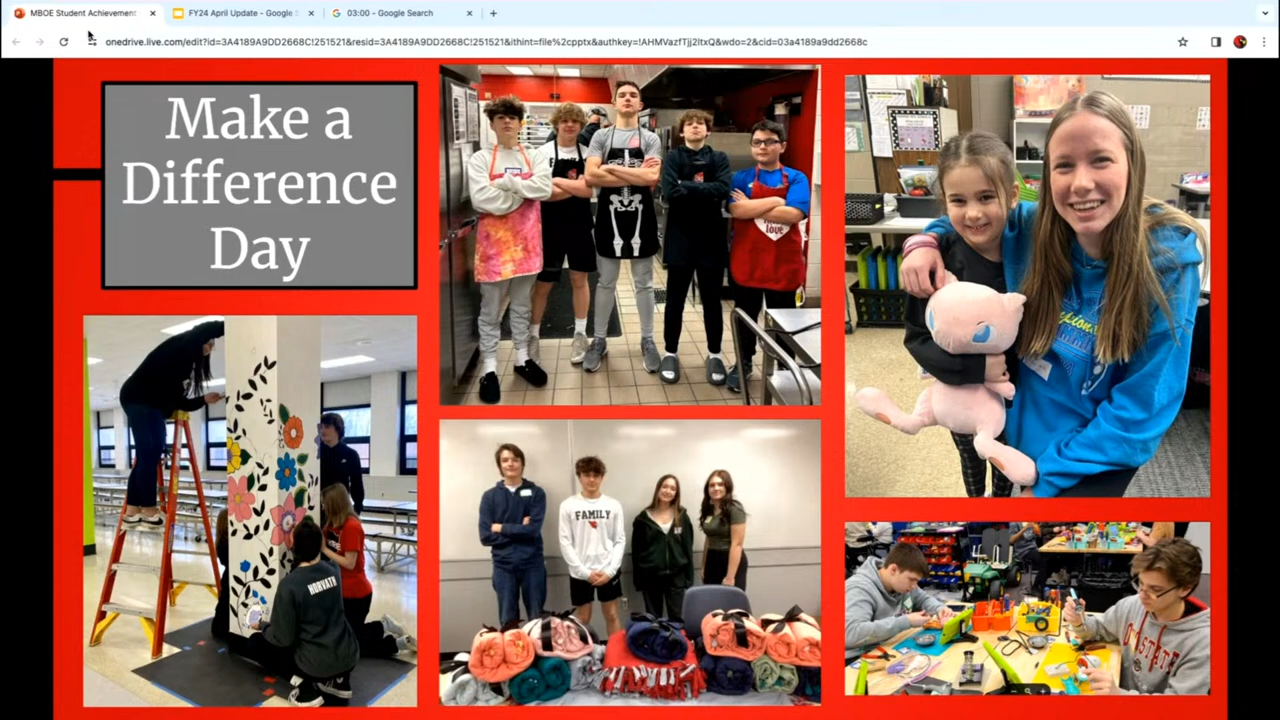 MBOE Student Achievement
FY24 April Update - Google S
03:00 - Google Search
onedrive.live.com/edit?id=3A4189A9DD2668C!251521&resid=3A4189A9DD2668C!251521&ithint=file%2cpptx&authkey=!AHMVazfTjj2ltxQ&wdo=2&cid=03a4189a9dd2668c
Make a
Difference
Day
love
HORVATH
FAMILY